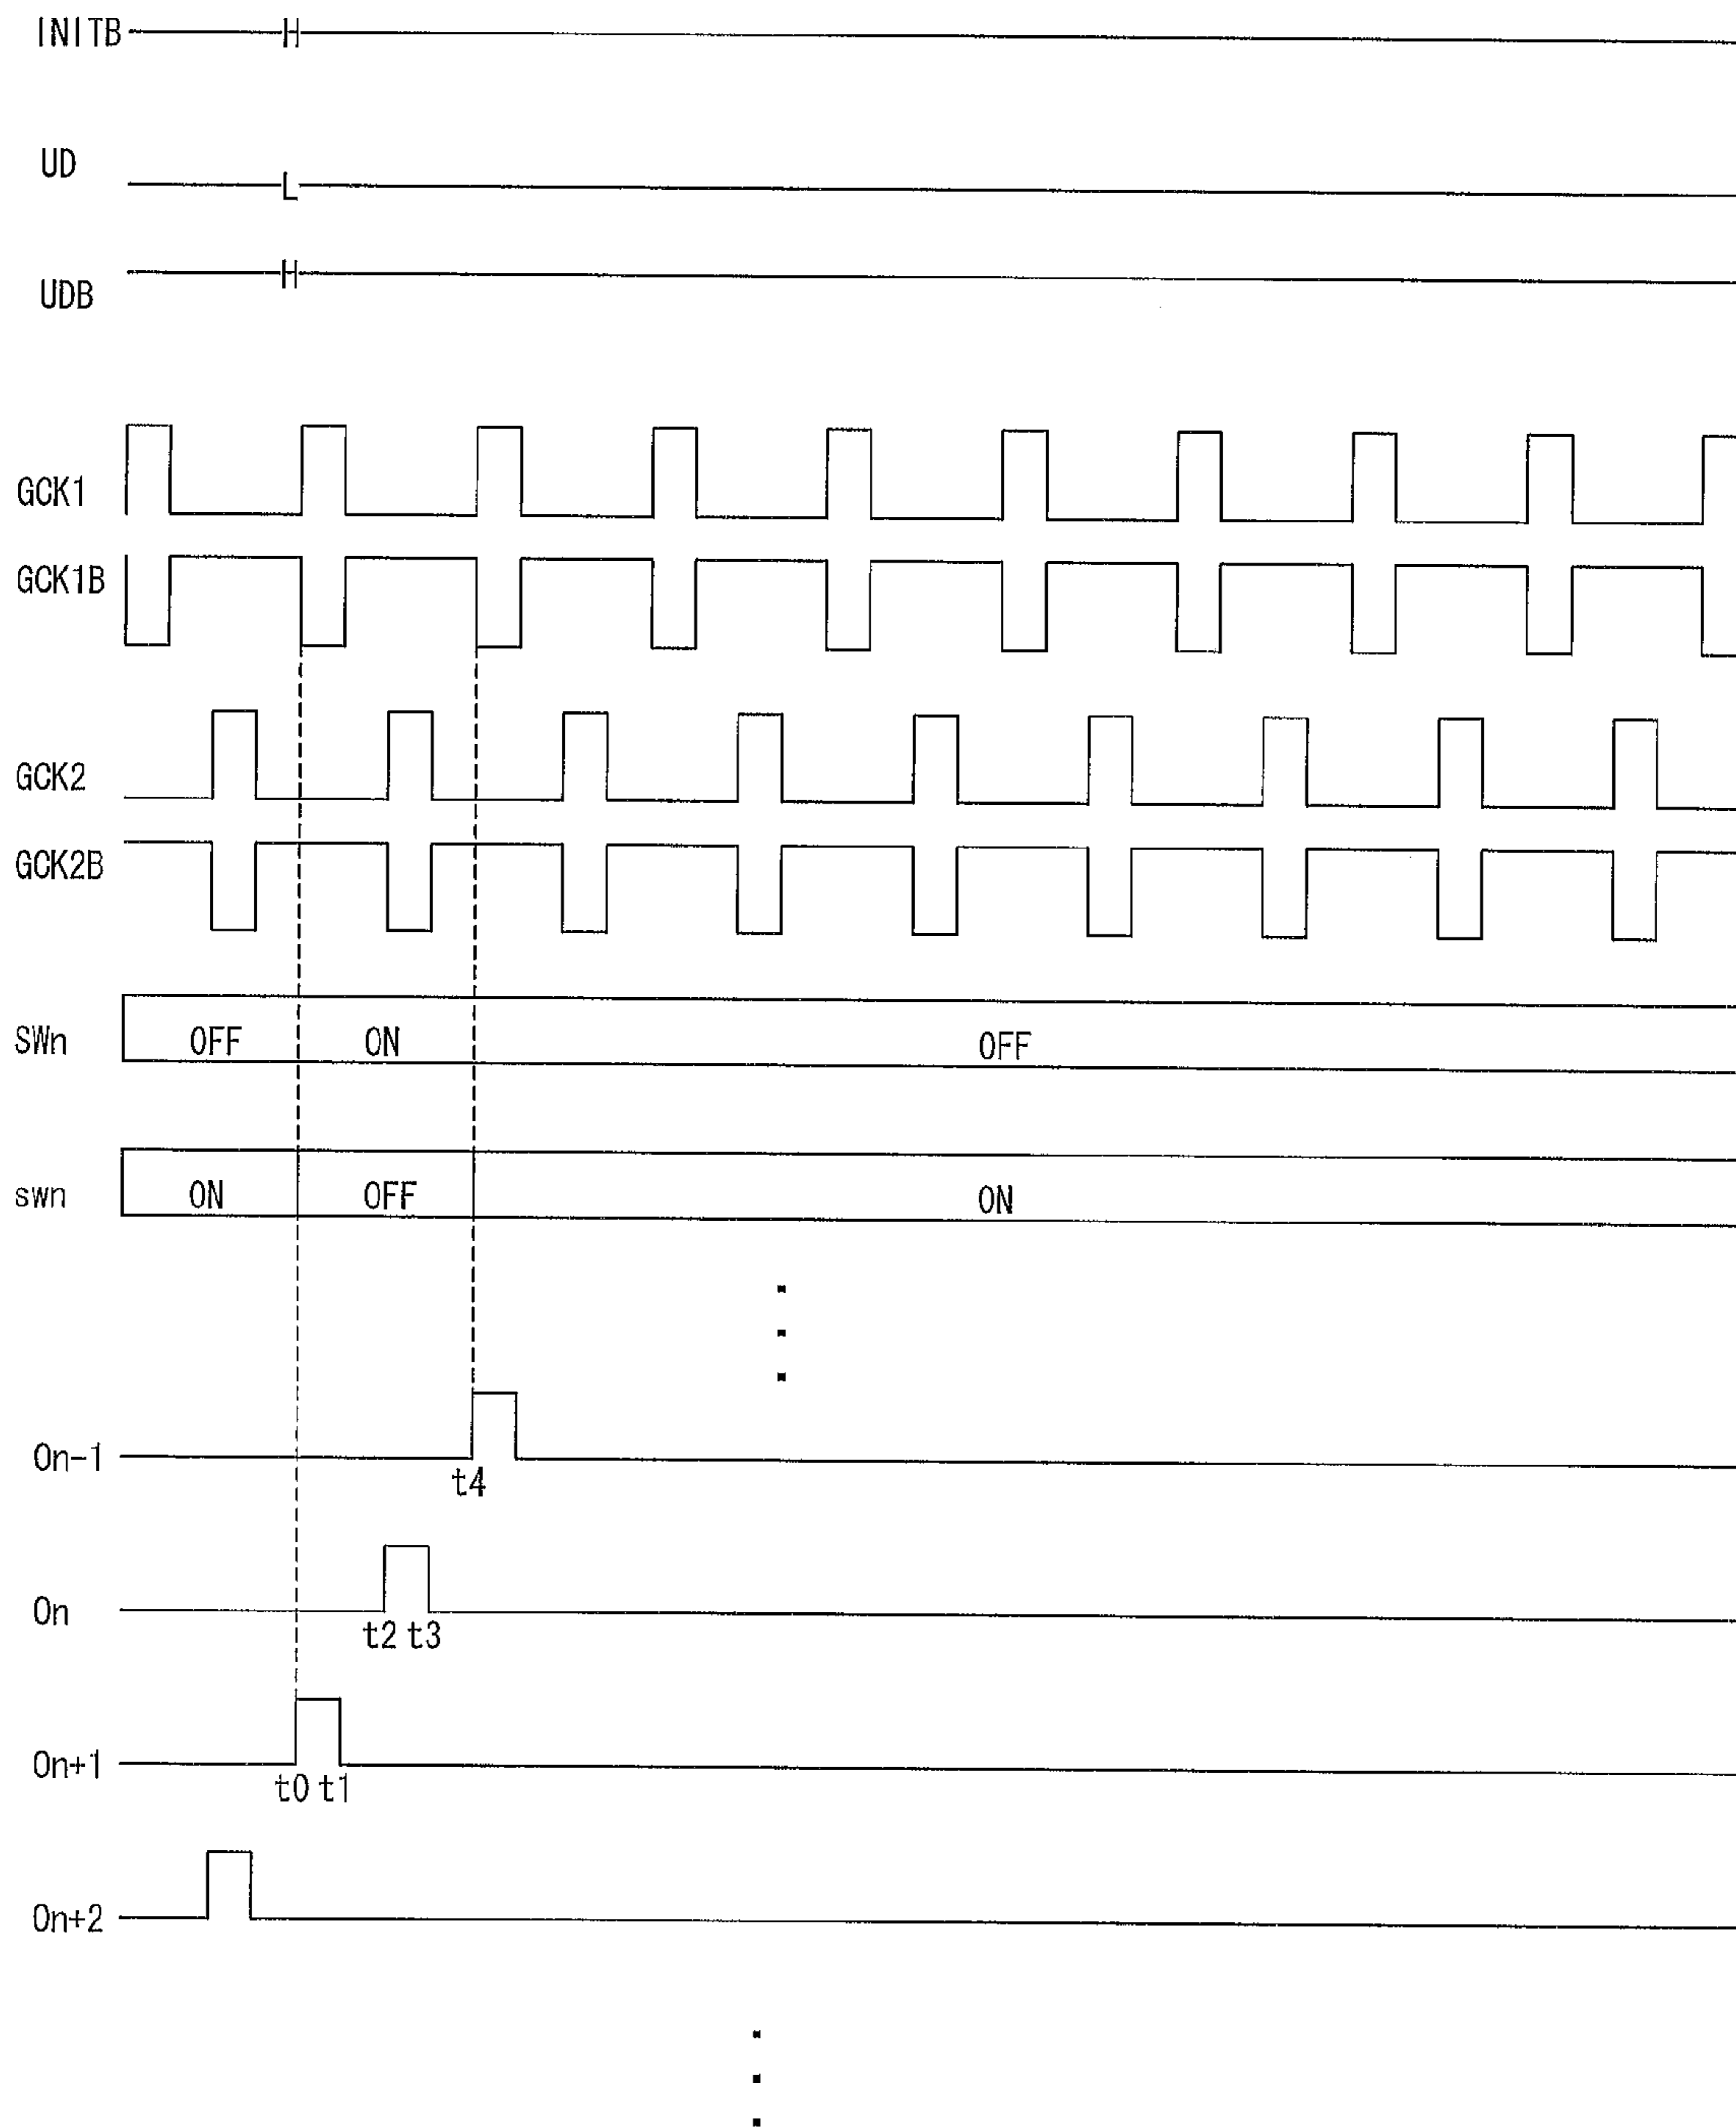 INITB H
UD L
UDB H
GCK1
GCK1B
GCK2
GCK2B
SWn OFF ON OFF
swn ON OFF ON
On-1
t4
On
t2 t3
On+1
t0 t1
On+2